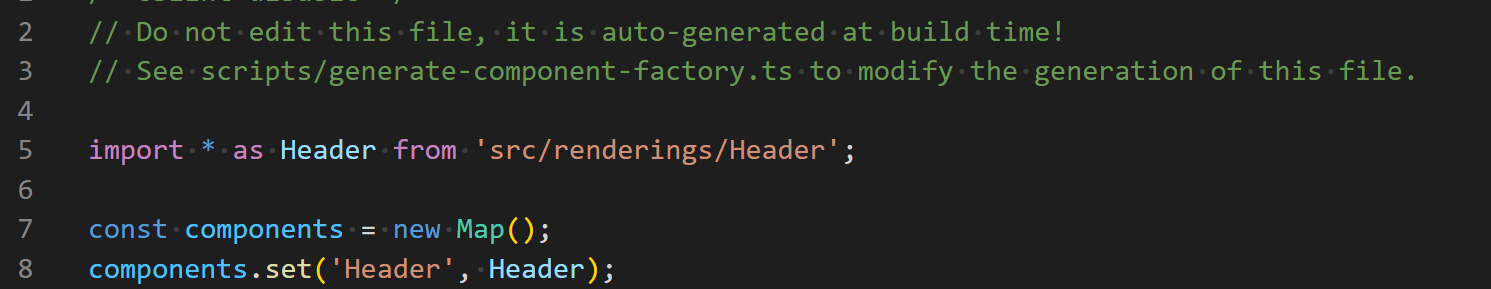 2 // Do not edit this file, it is auto-generated at build time!
3 // See scripts/generate-component-factory.ts to modify the generation of this file.
4
5 import * as Header from 'src/renderings/Header';
6
7 const components = new Map();
8 components.set('Header', Header);